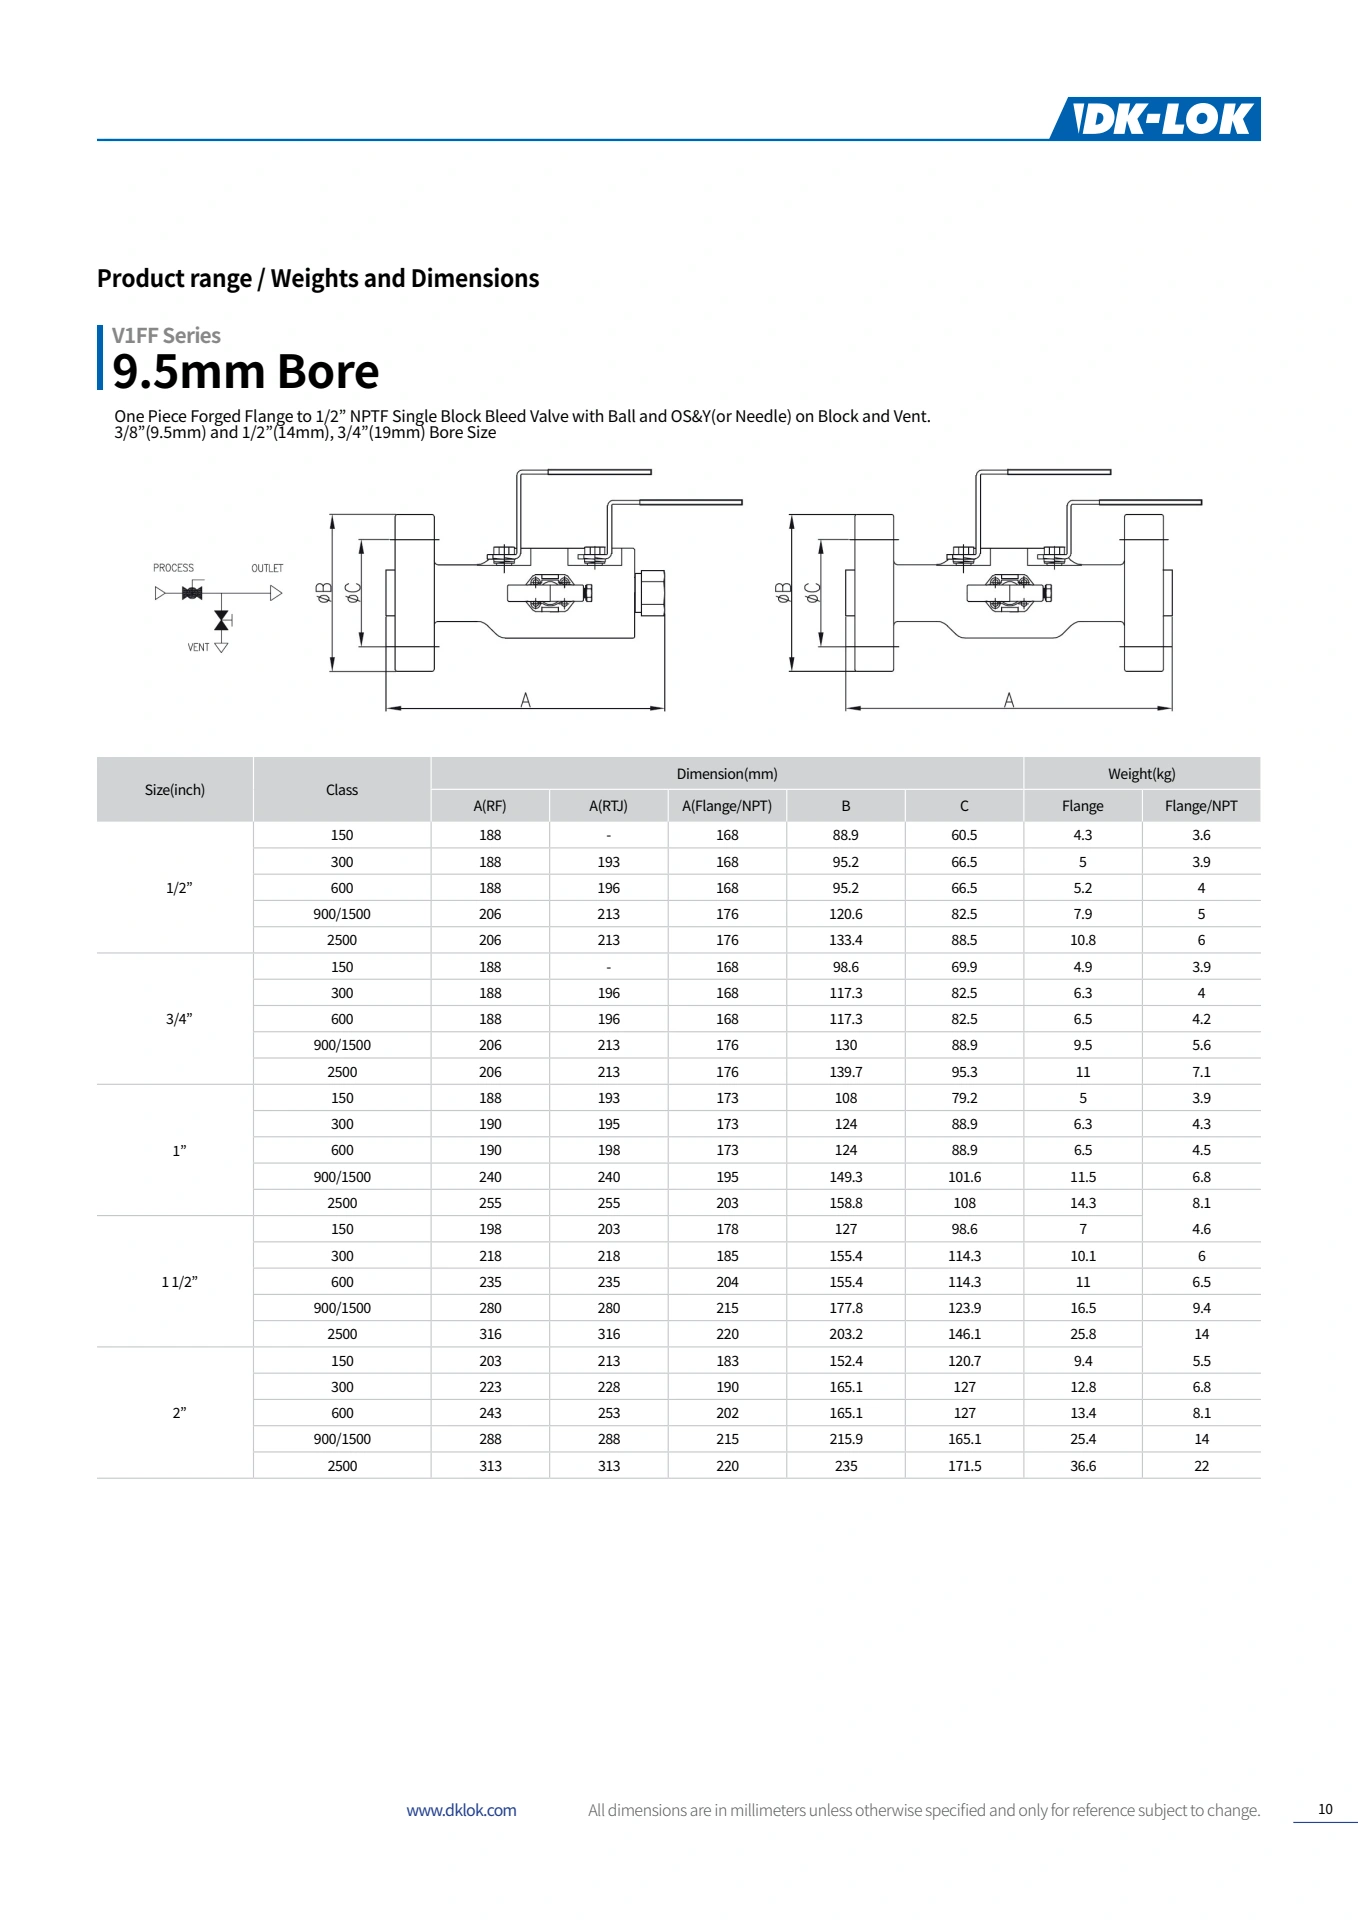 DK-LOK
Product range / Weights and Dimensions
V1FF Series
9.5mm Bore
One Piece Forged Flange to 1/2” NPTF Single Block Bleed Valve with Ball and OS&Y(or Needle) on Block and Vent.
3/8”(9.5mm) and 1/2”(14mm), 3/4”(19mm) Bore Size
PROCESS OUTLET
VENT
øB øC A
øB øC A
Size(inch) Class Dimension(mm) Weight(kg)
A(RF) A(RTJ) A(Flange/NPT) B C Flange Flange/NPT
1/2”
150 188 - 168 88.9 60.5 4.3 3.6
300 188 193 168 95.2 66.5 5 3.9
600 188 196 168 95.2 66.5 5.2 4
900/1500 206 213 176 120.6 82.5 7.9 5
2500 206 213 176 133.4 88.5 10.8 6
3/4”
150 188 - 168 98.6 69.9 4.9 3.9
300 188 196 168 117.3 82.5 6.3 4
600 188 196 168 117.3 82.5 6.5 4.2
900/1500 206 213 176 130 88.9 9.5 5.6
2500 206 213 176 139.7 95.3 11 7.1
1”
150 188 193 173 108 79.2 5 3.9
300 190 195 173 124 88.9 6.3 4.3
600 190 198 173 124 88.9 6.5 4.5
900/1500 240 240 195 149.3 101.6 11.5 6.8
2500 255 255 203 158.8 108 14.3 8.1
1 1/2”
150 198 203 178 127 98.6 7 4.6
300 218 218 185 155.4 114.3 10.1 6
600 235 235 204 155.4 114.3 11 6.5
900/1500 280 280 215 177.8 123.9 16.5 9.4
2500 316 316 220 203.2 146.1 25.8 14
2”
150 203 213 183 152.4 120.7 9.4 5.5
300 223 228 190 165.1 127 12.8 6.8
600 243 253 202 165.1 127 13.4 8.1
900/1500 288 288 215 215.9 165.1 25.4 14
2500 313 313 220 235 171.5 36.6 22
www.dklok.com All dimensions are in millimeters unless otherwise specified and only for reference subject to change. 10